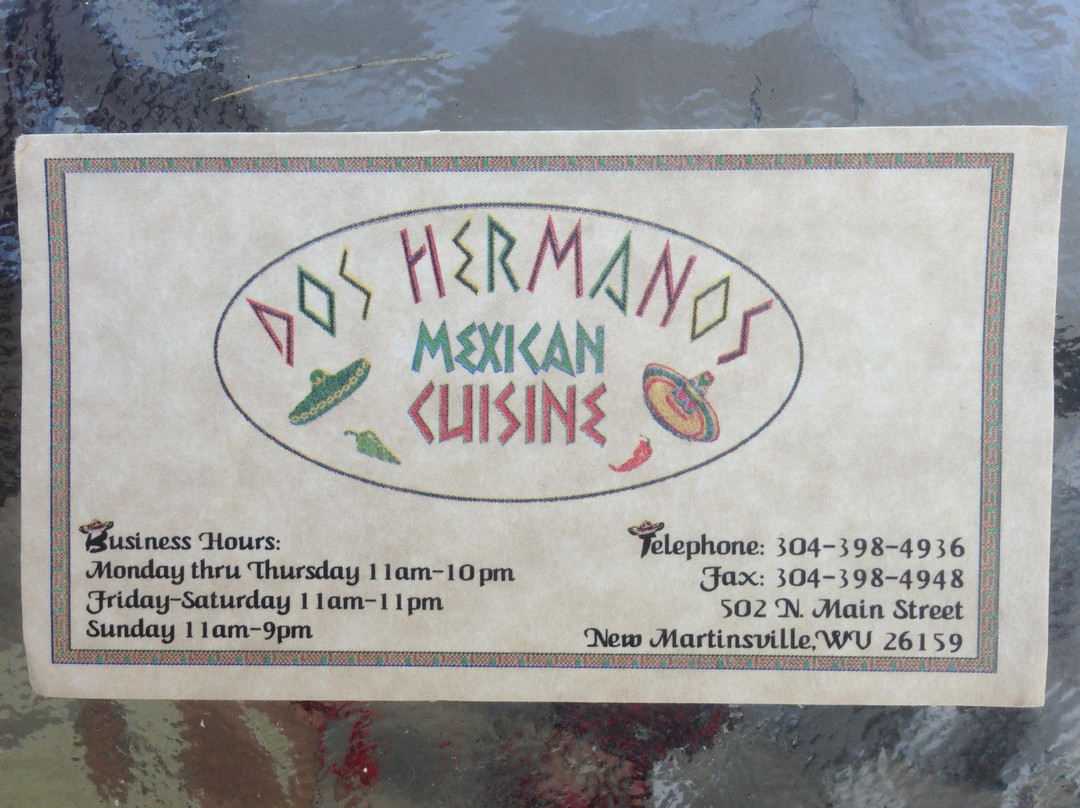 DOS HERMANOS
MEXICAN
CUISINE
Business Hours:
Monday thru Thursday 11am-10pm
Friday-Saturday 11am-11pm
Sunday 11am-9pm
Telephone: 304-398-4936
Fax: 304-398-4948
502 N. Main Street
New Martinsville, WV 26159